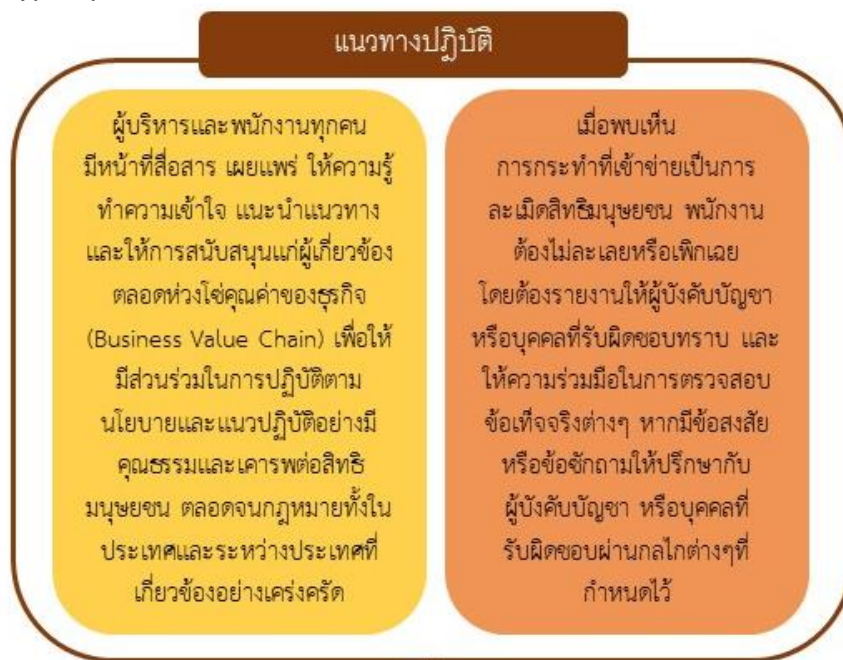 แนวทางปฏิบัติ
ผู้บริหารและพนักงานทุกคน
มีหน้าที่สื่อสาร เผยแพร่ ให้ความรู้
ทำความเข้าใจ แนะนำแนวทาง
และให้การสนับสนุนแก่ผู้เกี่ยวข้อง
ตลอดห่วงโซ่คุณค่าของธุรกิจ
(Business Value Chain) เพื่อให้
มีส่วนร่วมในการปฏิบัติตาม
นโยบายและแนวปฏิบัติอย่างมี
คุณธรรมและเคารพต่อสิทธิ
มนุษยชน ตลอดจนกฎหมายทั้งใน
ประเทศและระหว่างประเทศที่
เกี่ยวข้องอย่างเคร่งครัด
เมื่อพบเห็น
การกระทำที่เข้าข่ายเป็นการ
ละเมิดสิทธิมนุษยชน พนักงาน
ต้องไม่ละเลยหรือเพิกเฉย
โดยต้องรายงานให้ผู้บังคับบัญชา
หรือบุคคลที่รับผิดชอบทราบ และ
ให้ความร่วมมือในการตรวจสอบ
ข้อเท็จจริงต่างๆ หากมีข้อสงสัย
หรือข้อซักถามให้ปรึกษากับ
ผู้บังคับบัญชา หรือบุคคลที่
รับผิดชอบผ่านกลไกต่างๆที่
กำหนดไว้